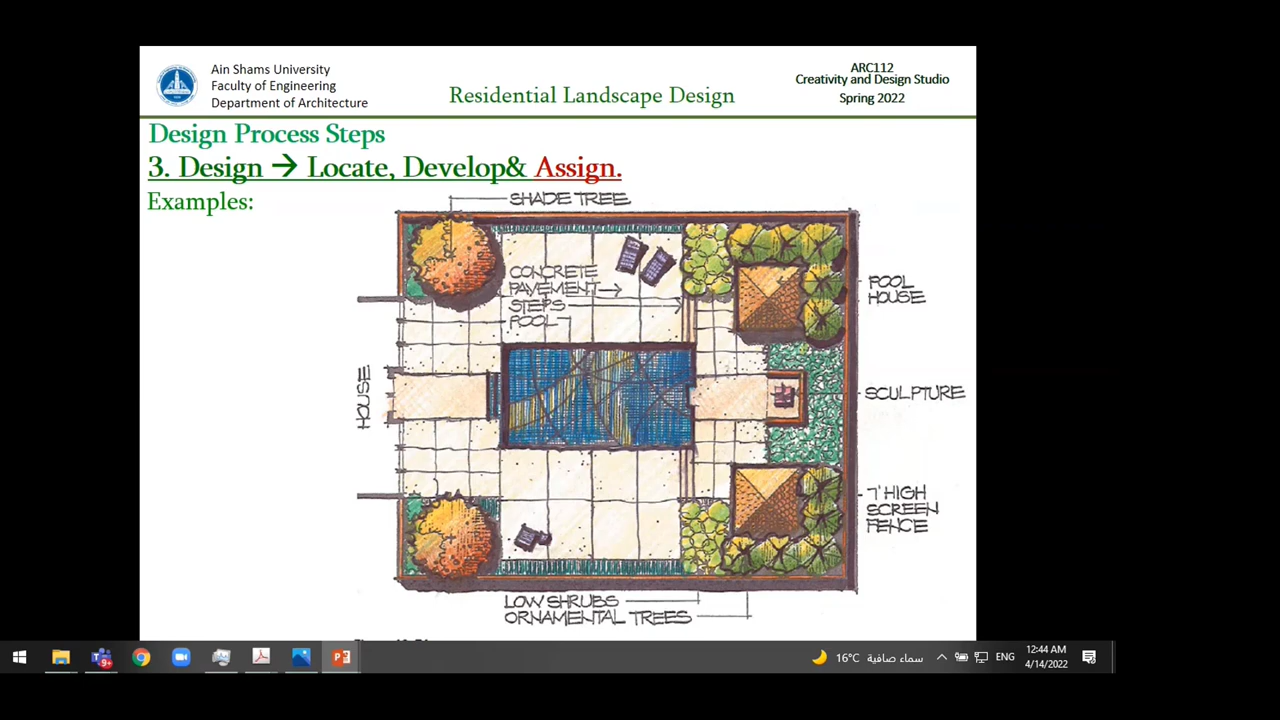 Ain Shams University
Faculty of Engineering
Department of Architecture
Residential Landscape Design
ARC112
Creativity and Design Studio
Spring 2022
Design Process Steps
3. Design → Locate, Develop& Assign.
Examples:
SHADE TREE
CONCRETE
PAVEMENT
STEPS
POOL
POOL
HOUSE
HOUSE
SCULPTURE
7' HIGH
SCREEN
FENCE
LOW SHRUBS
ORNAMENTAL TREES
9+
16°C سماء صافية
ENG
12:44 AM
4/14/2022